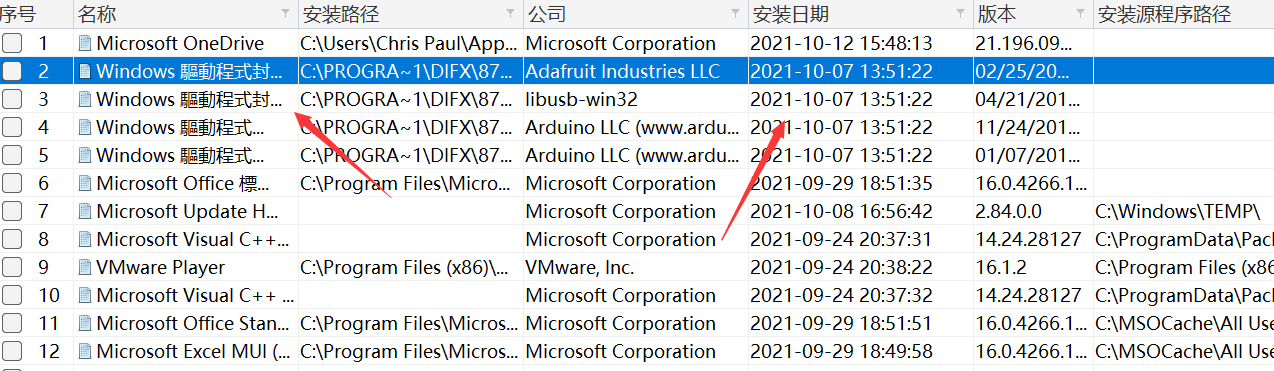 序号 名称 安装路径 公司 安装日期 版本 安装源程序路径
1 Microsoft OneDrive C:\Users\Chris Paul\App... Microsoft Corporation 2021-10-12 15:48:13 21.196.09...
2 Windows 驅動程式封... C:\PROGRA~1\DIFX\87... Adafruit Industries LLC 2021-10-07 13:51:22 02/25/20...
3 Windows 驅動程式封... C:\PROGRA~1\DIFX\87... libusb-win32 2021-10-07 13:51:22 04/21/201...
4 Windows 驅動程式... C:\PROGRA~1\DIFX\87... Arduino LLC (www.ardu... 2021-10-07 13:51:22 11/24/201...
5 Windows 驅動程式... C:\PROGRA~1\DIFX\87... Arduino LLC (www.ardu... 2021-10-07 13:51:22 01/07/201...
6 Microsoft Office 標... C:\Program Files\Micro... Microsoft Corporation 2021-09-29 18:51:35 16.0.4266.1...
7 Microsoft Update H... Microsoft Corporation 2021-10-08 16:56:42 2.84.0.0 C:\Windows\TEMP\
8 Microsoft Visual C++... Microsoft Corporation 2021-09-24 20:37:31 14.24.28127 C:\ProgramData\Pac
9 VMware Player C:\Program Files (x86)\... VMware, Inc. 2021-09-24 20:38:22 16.1.2 C:\Program Files (x8
10 Microsoft Visual C++ ... Microsoft Corporation 2021-09-24 20:37:32 14.24.28127 C:\ProgramData\Pac
11 Microsoft Office Stan... C:\Program Files\Micros... Microsoft Corporation 2021-09-29 18:51:51 16.0.4266.1... C:\MSOCache\All Use
12 Microsoft Excel MUI (... C:\Program Files\Micros... Microsoft Corporation 2021-09-29 18:49:58 16.0.4266.1... C:\MSOCache\All Use